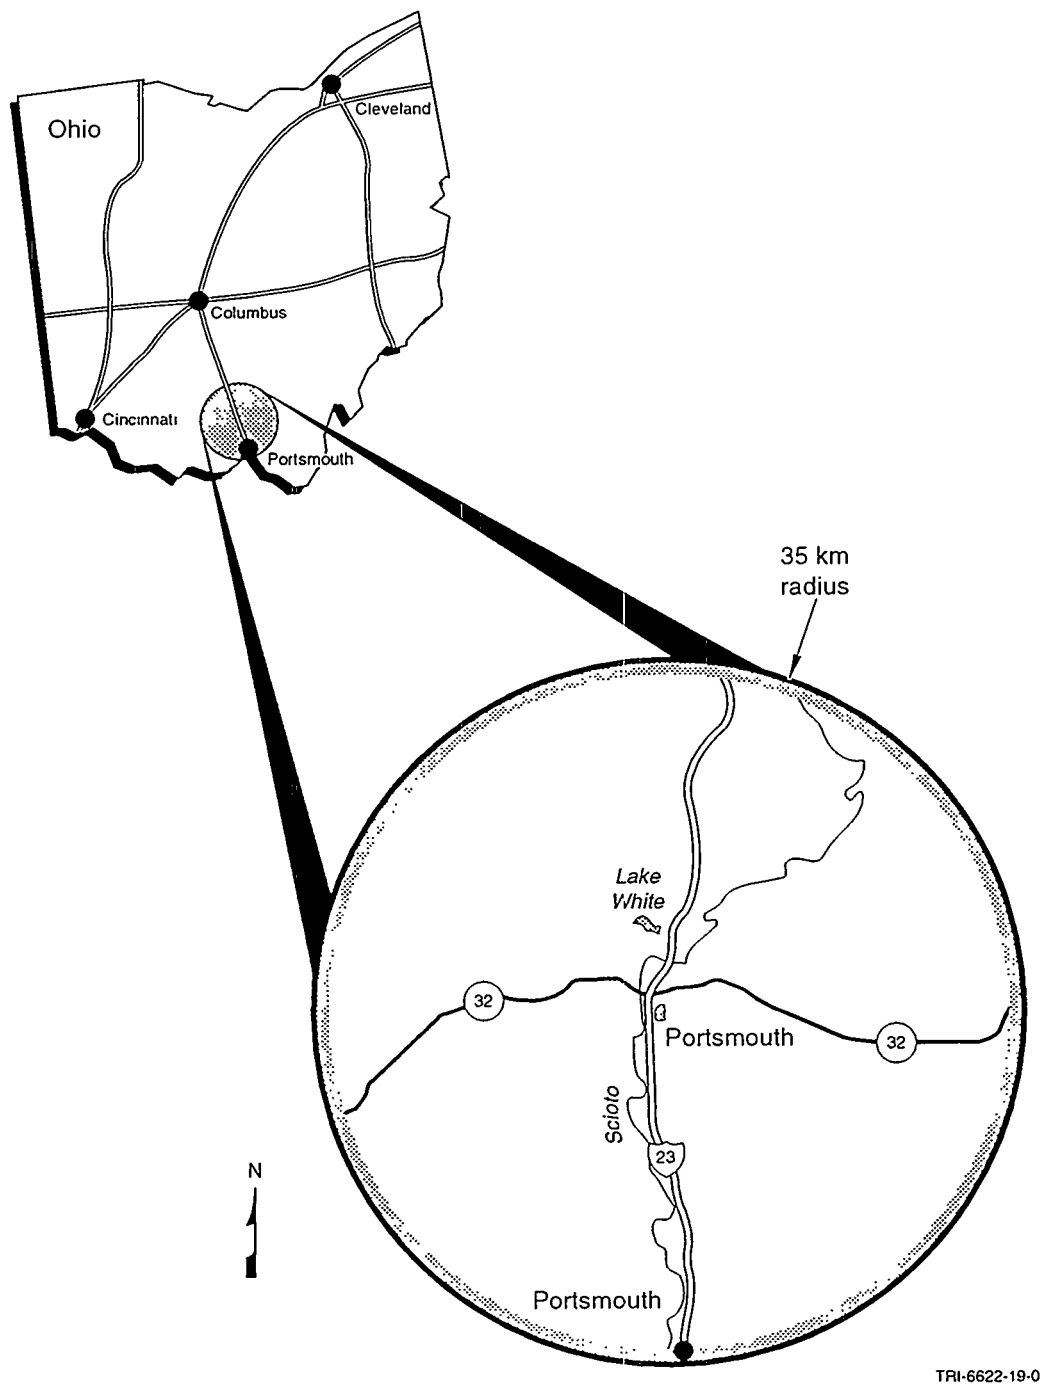 Ohio
Cleveland
Columbus
Cincinnati
Portsmouth
35 km
radius
Lake
White
32
Portsmouth
32
Scioto
23
N
Portsmouth
TRI-6622-19-0